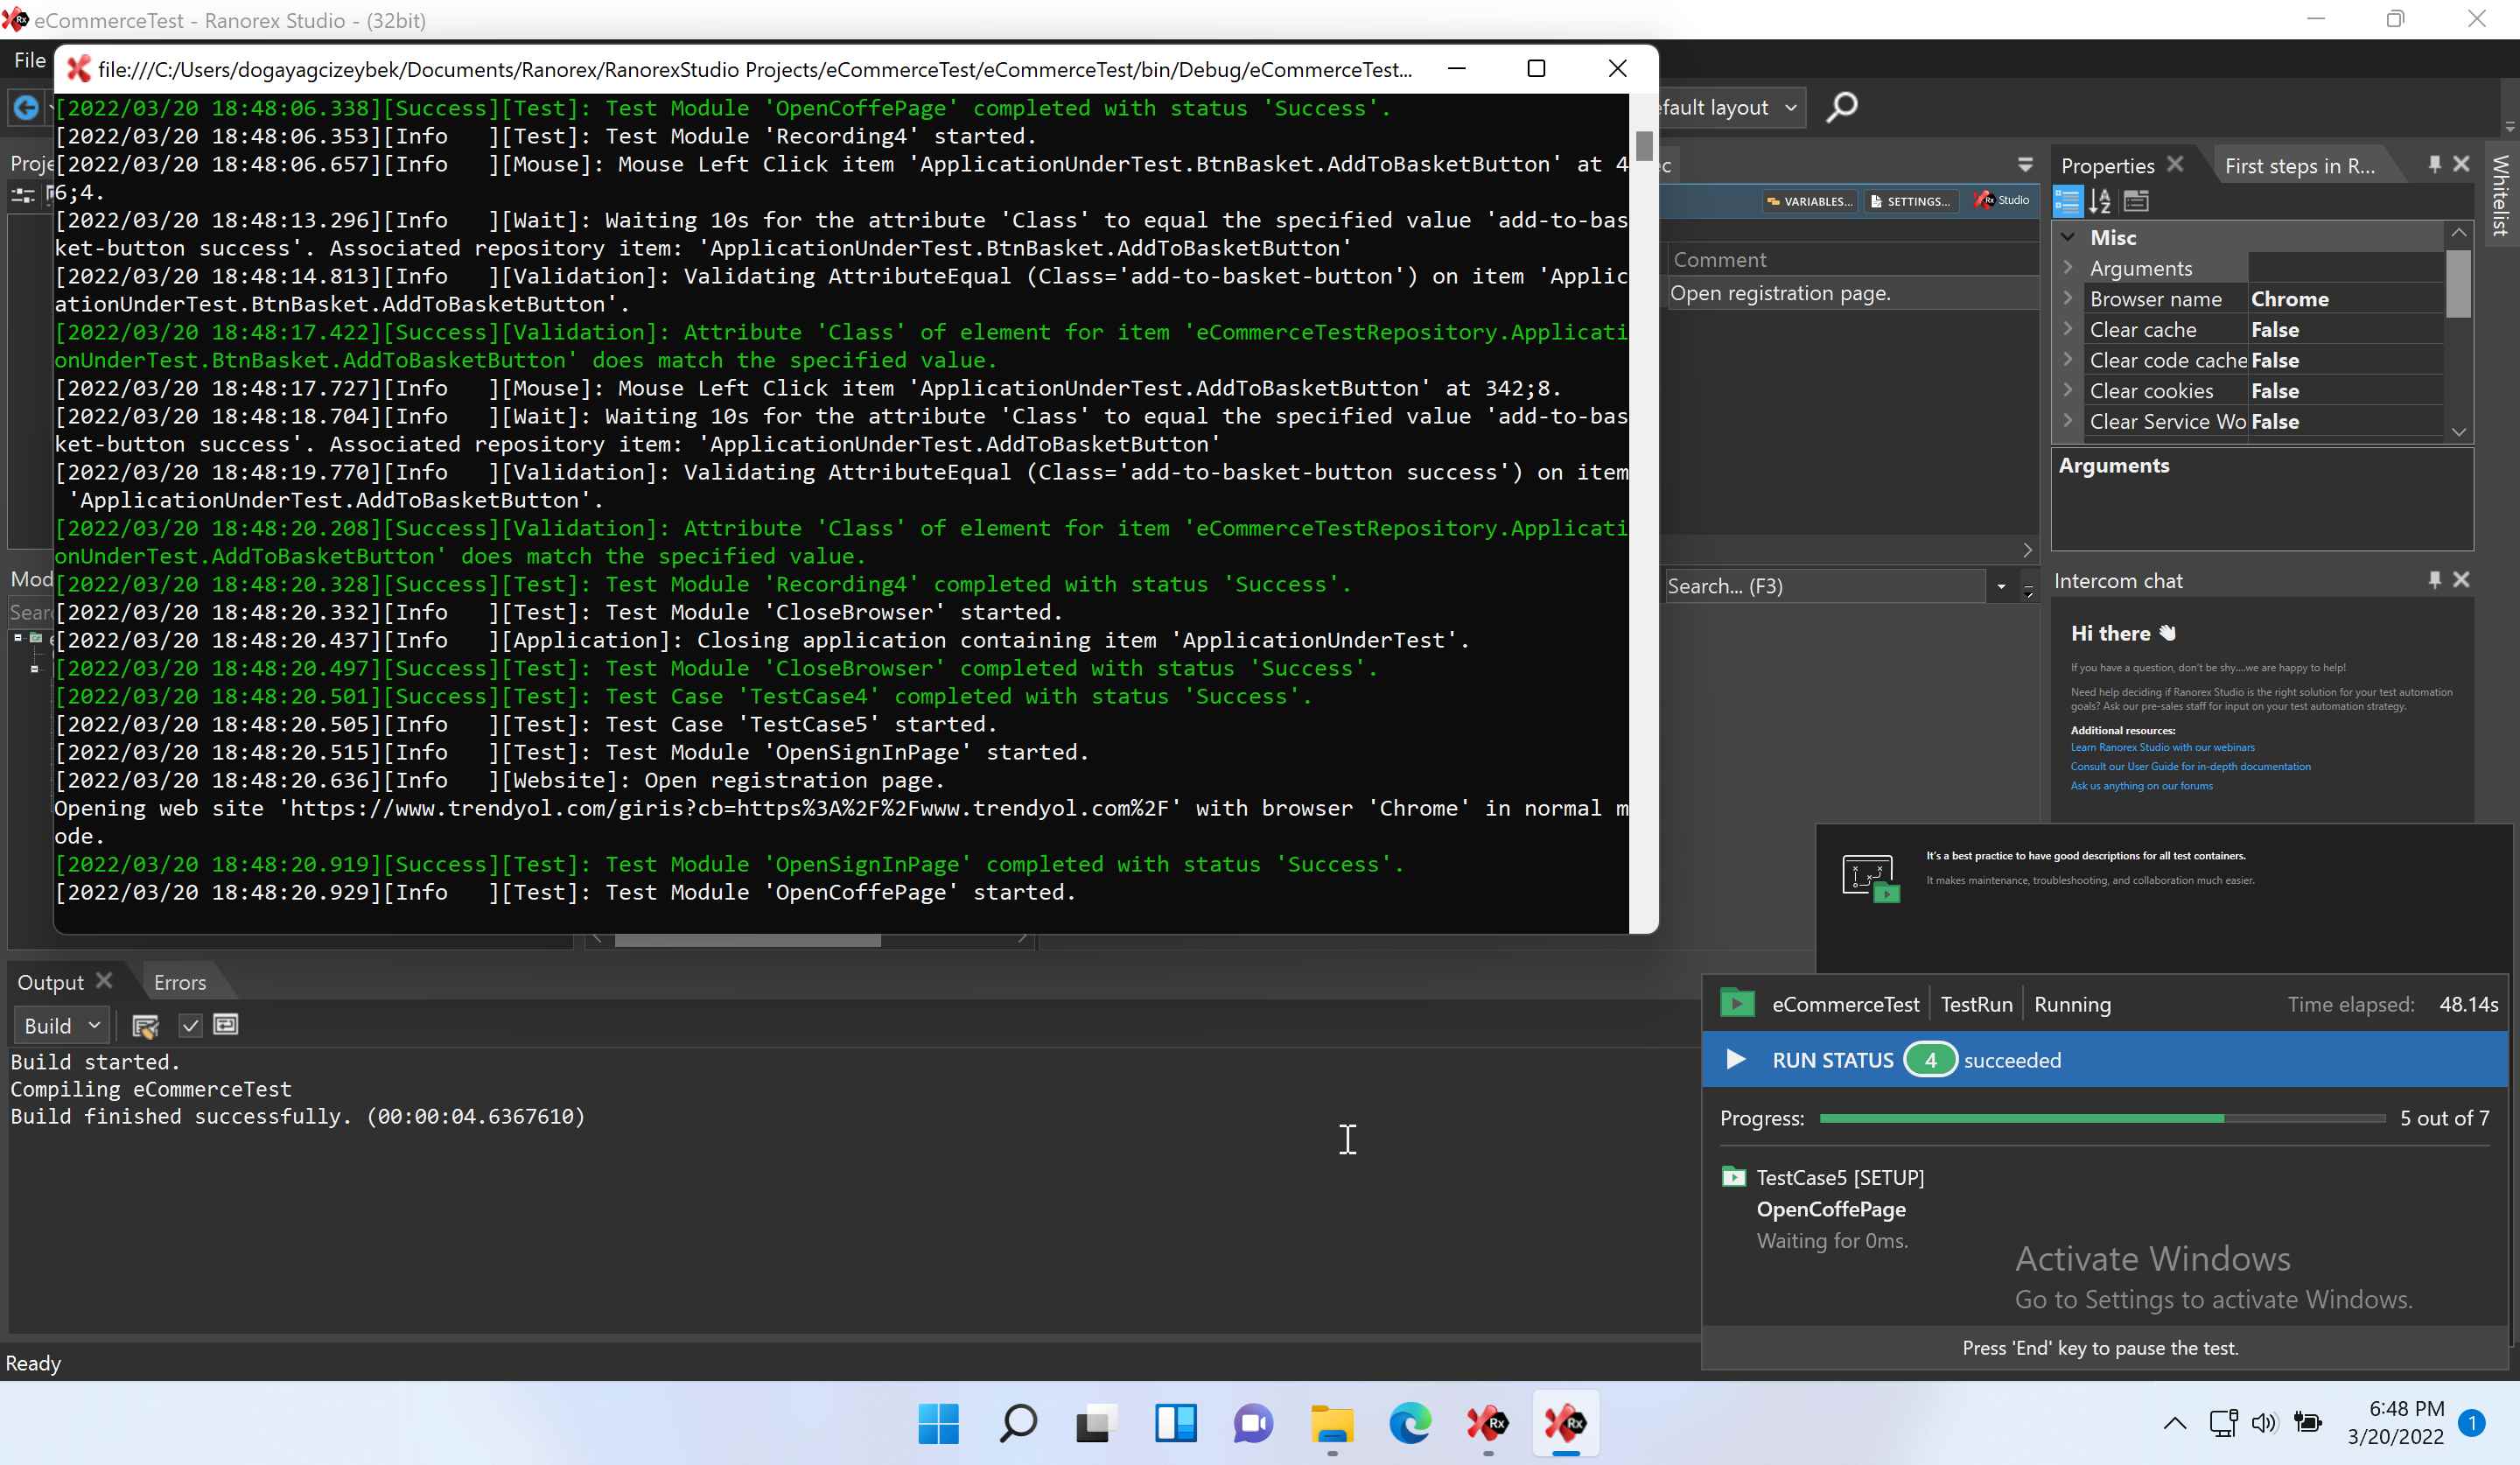 eCommerceTest - Ranorex Studio - (32bit)
File
file:///C:/Users/dogayagcizeybek/Documents/Ranorex/RanorexStudio Projects/eCommerceTest/eCommerceTest/bin/Debug/eCommerceTest...
[2022/03/20 18:48:06.338][Success][Test]: Test Module 'OpenCoffePage' completed with status 'Success'.
[2022/03/20 18:48:06.353][Info   ][Test]: Test Module 'Recording4' started.
[2022/03/20 18:48:06.657][Info   ][Mouse]: Mouse Left Click item 'ApplicationUnderTest.BtnBasket.AddToBasketButton' at 4
6;4.
[2022/03/20 18:48:13.296][Info   ][Wait]: Waiting 10s for the attribute 'Class' to equal the specified value 'add-to-bas
ket-button success'. Associated repository item: 'ApplicationUnderTest.BtnBasket.AddToBasketButton'
[2022/03/20 18:48:14.813][Info   ][Validation]: Validating AttributeEqual (Class='add-to-basket-button') on item 'Applic
ationUnderTest.BtnBasket.AddToBasketButton'.
[2022/03/20 18:48:17.422][Success][Validation]: Attribute 'Class' of element for item 'eCommerceTestRepository.Applicati
onUnderTest.BtnBasket.AddToBasketButton' does match the specified value.
[2022/03/20 18:48:17.727][Info   ][Mouse]: Mouse Left Click item 'ApplicationUnderTest.AddToBasketButton' at 342;8.
[2022/03/20 18:48:18.704][Info   ][Wait]: Waiting 10s for the attribute 'Class' to equal the specified value 'add-to-bas
ket-button success'. Associated repository item: 'ApplicationUnderTest.AddToBasketButton'
[2022/03/20 18:48:19.770][Info   ][Validation]: Validating AttributeEqual (Class='add-to-basket-button success') on item
 'ApplicationUnderTest.AddToBasketButton'.
[2022/03/20 18:48:20.208][Success][Validation]: Attribute 'Class' of element for item 'eCommerceTestRepository.Applicati
onUnderTest.AddToBasketButton' does match the specified value.
[2022/03/20 18:48:20.328][Success][Test]: Test Module 'Recording4' completed with status 'Success'.
[2022/03/20 18:48:20.332][Info   ][Test]: Test Module 'CloseBrowser' started.
[2022/03/20 18:48:20.437][Info   ][Application]: Closing application containing item 'ApplicationUnderTest'.
[2022/03/20 18:48:20.497][Success][Test]: Test Module 'CloseBrowser' completed with status 'Success'.
[2022/03/20 18:48:20.501][Success][Test]: Test Case 'TestCase4' completed with status 'Success'.
[2022/03/20 18:48:20.505][Info   ][Test]: Test Case 'TestCase5' started.
[2022/03/20 18:48:20.515][Info   ][Test]: Test Module 'OpenSignInPage' started.
[2022/03/20 18:48:20.636][Info   ][Website]: Open registration page.
Opening web site 'https://www.trendyol.com/giris?cb=https%3A%2F%2Fwww.trendyol.com%2F' with browser 'Chrome' in normal m
ode.
[2022/03/20 18:48:20.919][Success][Test]: Test Module 'OpenSignInPage' completed with status 'Success'.
[2022/03/20 18:48:20.929][Info   ][Test]: Test Module 'OpenCoffePage' started.
Proje
Mod
Sear
efault layout
ec
VARIABLES...
SETTINGS...
Rx Studio
Comment
Open registration page.
Search... (F3)
Properties
First steps in R...
Whitelist
Misc
Arguments
Browser name Chrome
Clear cache False
Clear code cache False
Clear cookies False
Clear Service Wo False
Arguments
Intercom chat
Hi there 👋
If you have a question, don't be shy....we are happy to help!
Need help deciding if Ranorex Studio is the right solution for your test automation
goals? Ask our pre-sales staff for input on your test automation strategy.
Additional resources:
Learn Ranorex Studio with our webinars
Consult our User Guide for in-depth documentation
Ask us anything on our forums
It's a best practice to have good descriptions for all test containers.
It makes maintenance, troubleshooting, and collaboration much easier.
Output
Errors
Build
Build started.
Compiling eCommerceTest
Build finished successfully. (00:00:04.6367610)
Ready
eCommerceTest TestRun Running Time elapsed: 48.14s
RUN STATUS 4 succeeded
Progress: 5 out of 7
TestCase5 [SETUP]
OpenCoffePage
Waiting for 0ms.
Activate Windows
Go to Settings to activate Windows.
Press 'End' key to pause the test.
Rx
Rx
6:48 PM
3/20/2022
1